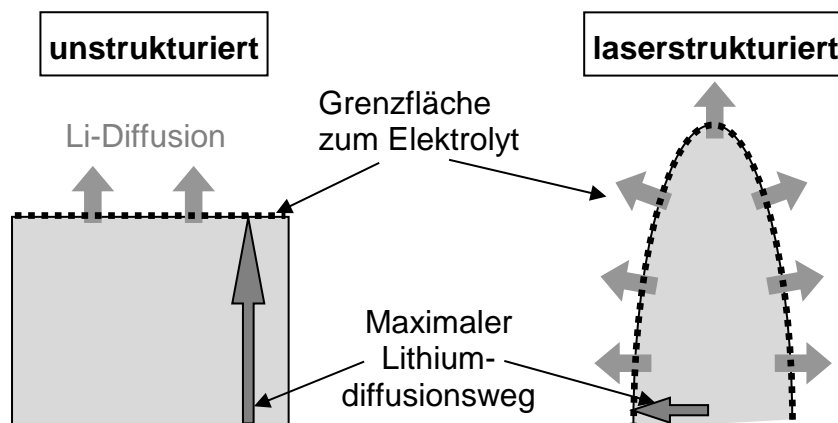 unstrukturiert
laserstrukturiert
Grenzfläche
zum Elektrolyt
Li-Diffusion
Maximaler
Lithium-
diffusionsweg